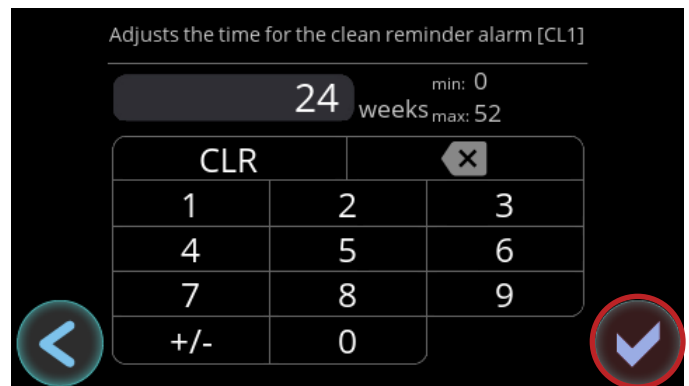 Adjusts the time for the clean reminder alarm [CL1]
24 weeks min: 0
max: 52
CLR
1 2 3
4 5 6
7 8 9
+/- 0